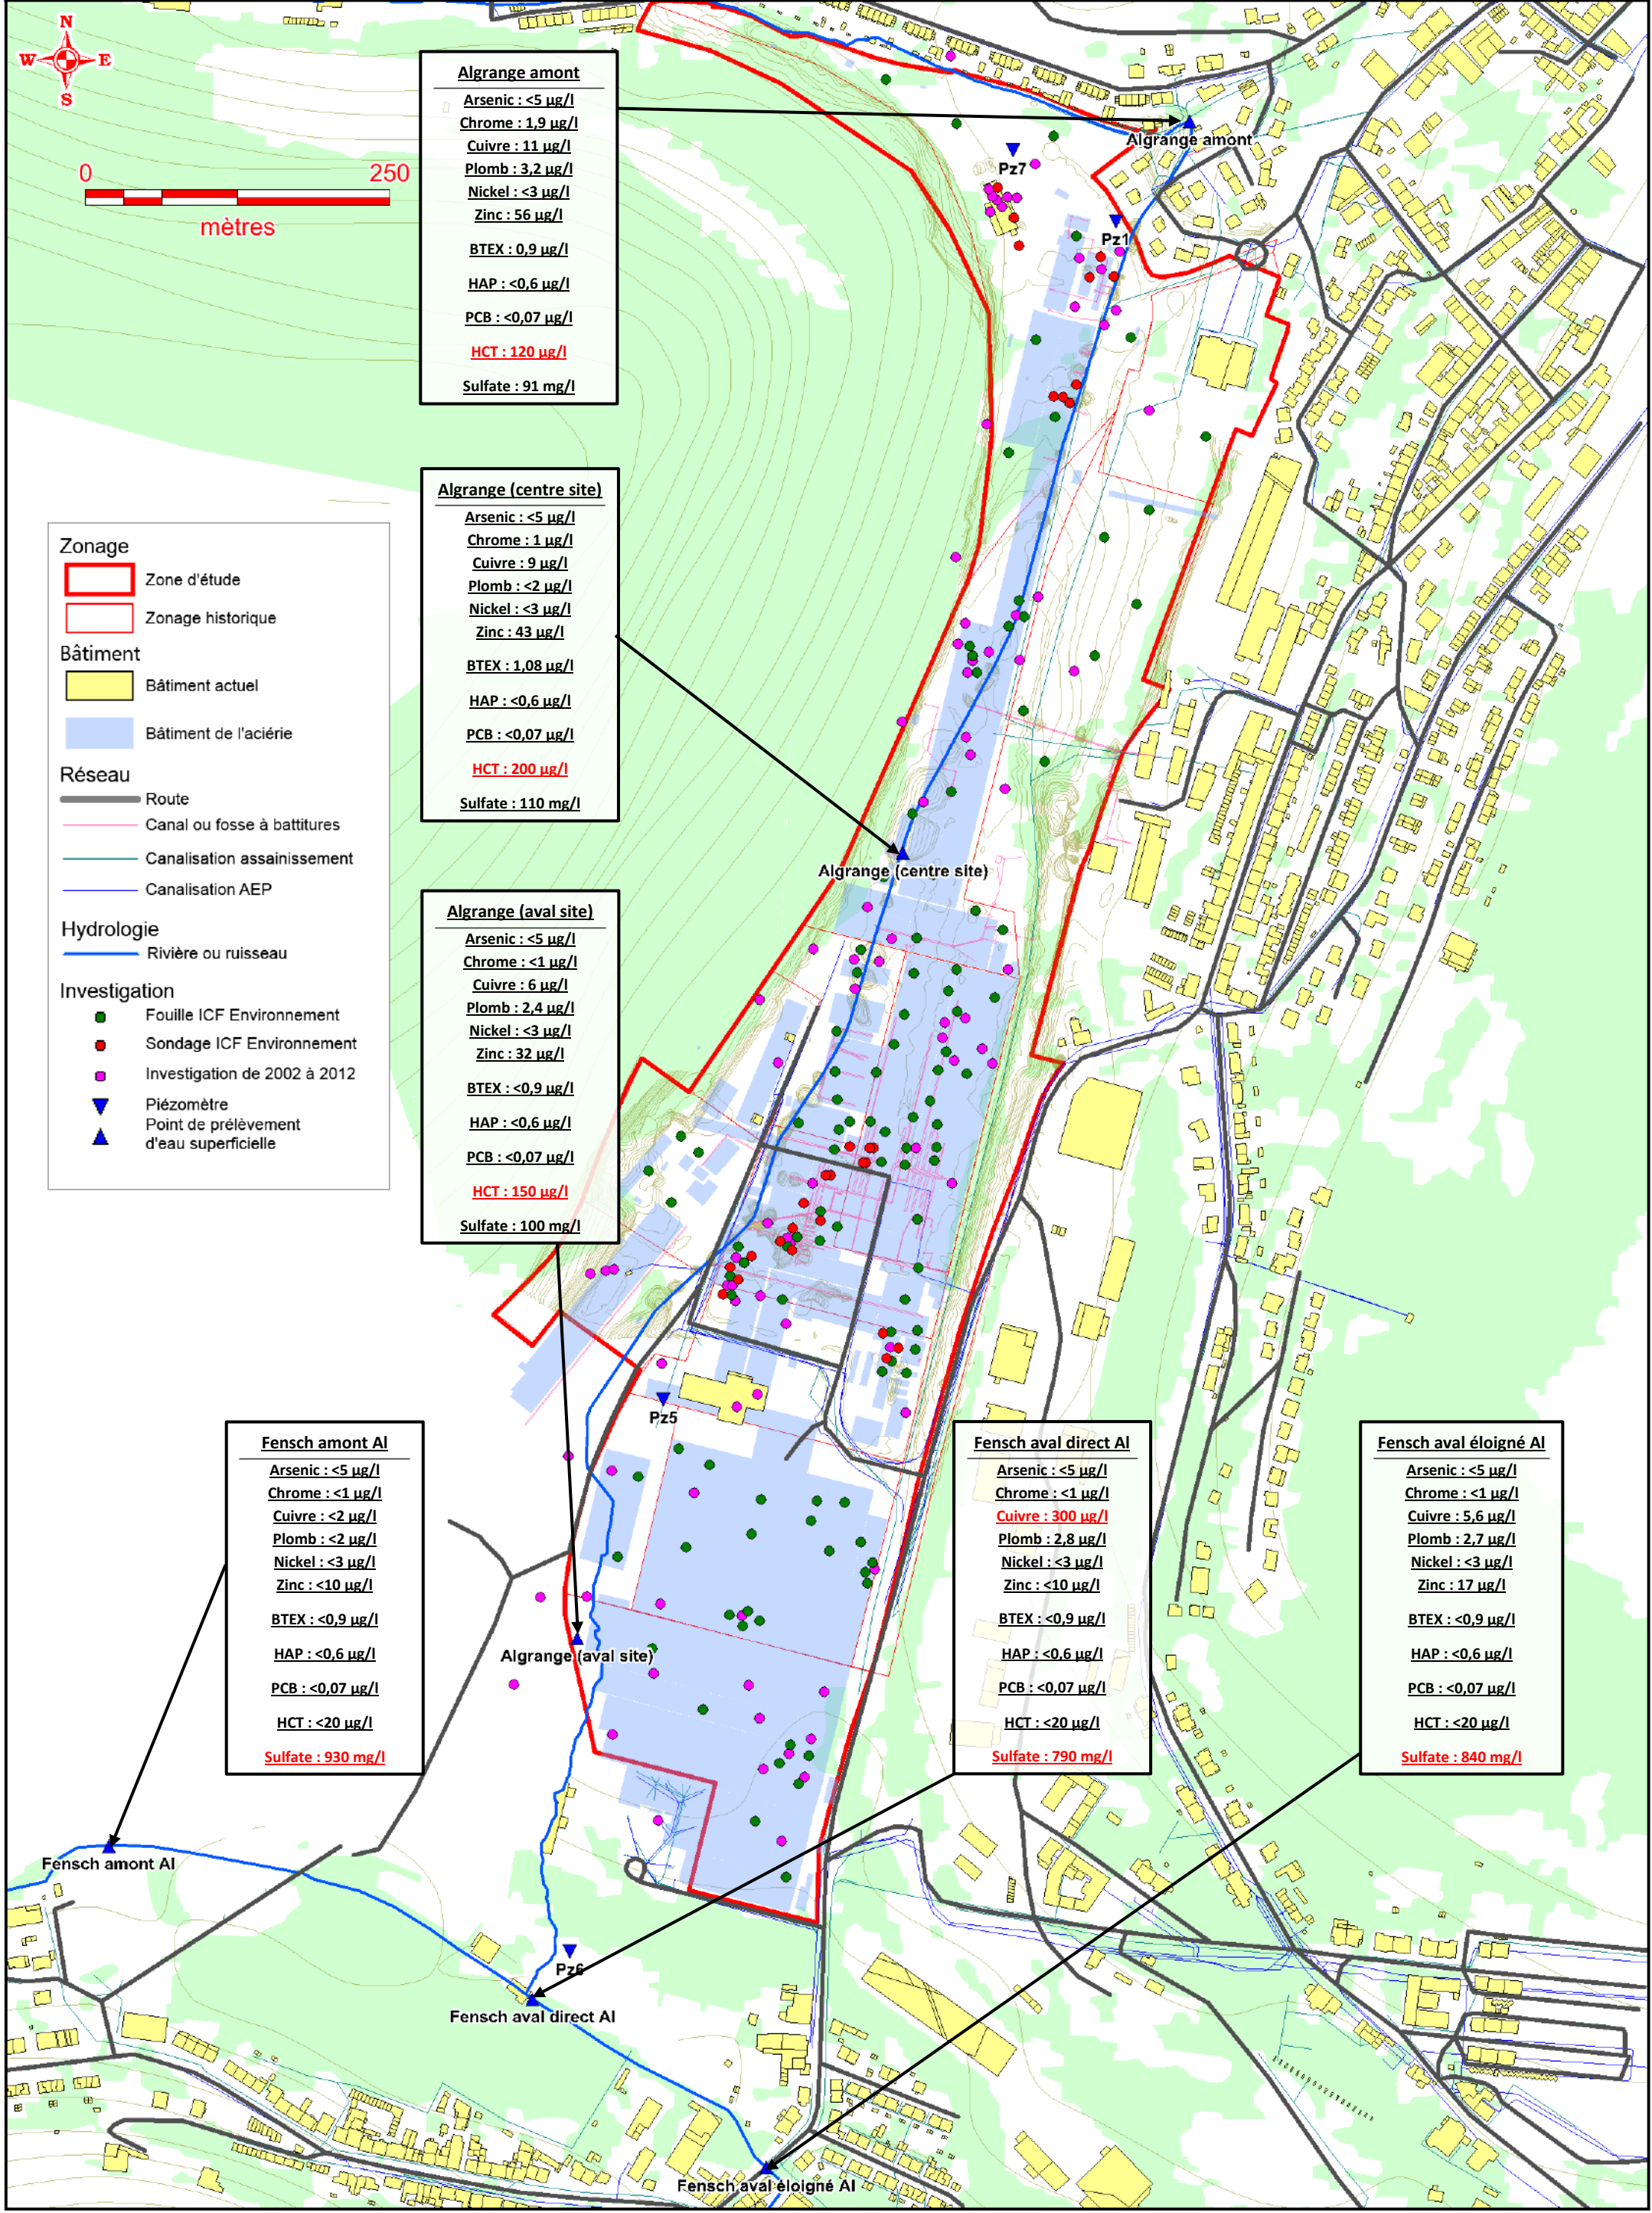 N
W E
S
0 250
mètres
Algrange amont
Arsenic : <5 µg/l
Chrome : 1,9 µg/l
Cuivre : 11 µg/l
Plomb : 3,2 µg/l
Nickel : <3 µg/l
Zinc : 56 µg/l
BTEX : 0,9 µg/l
HAP : <0,6 µg/l
PCB : <0,07 µg/l
HCT : 120 µg/l
Sulfate : 91 mg/l
Algrange amont
Pz7
Pz1
Algrange (centre site)
Arsenic : <5 µg/l
Chrome : 1 µg/l
Cuivre : 9 µg/l
Plomb : <2 µg/l
Nickel : <3 µg/l
Zinc : 43 µg/l
BTEX : 1,08 µg/l
HAP : <0,6 µg/l
PCB : <0,07 µg/l
HCT : 200 µg/l
Sulfate : 110 mg/l
Algrange (centre site)
Zonage
Zone d'étude
Zonage historique
Bâtiment
Bâtiment actuel
Bâtiment de l'aciérie
Réseau
Route
Canal ou fosse à battitures
Canalisation assainissement
Canalisation AEP
Hydrologie
Rivière ou ruisseau
Investigation
Fouille ICF Environnement
Sondage ICF Environnement
Investigation de 2002 à 2012
Piézomètre
Point de prélèvement
d'eau superficielle
Algrange (aval site)
Arsenic : <5 µg/l
Chrome : <1 µg/l
Cuivre : 6 µg/l
Plomb : 2,4 µg/l
Nickel : <3 µg/l
Zinc : 32 µg/l
BTEX : <0,9 µg/l
HAP : <0,6 µg/l
PCB : <0,07 µg/l
HCT : 150 µg/l
Sulfate : 100 mg/l
Pz5
Algrange (aval site)
Fensch amont Al
Arsenic : <5 µg/l
Chrome : <1 µg/l
Cuivre : <2 µg/l
Plomb : <2 µg/l
Nickel : <3 µg/l
Zinc : <10 µg/l
BTEX : <0,9 µg/l
HAP : <0,6 µg/l
PCB : <0,07 µg/l
HCT : <20 µg/l
Sulfate : 930 mg/l
Fensch aval direct Al
Arsenic : <5 µg/l
Chrome : <1 µg/l
Cuivre : 300 µg/l
Plomb : 2,8 µg/l
Nickel : <3 µg/l
Zinc : <10 µg/l
BTEX : <0,9 µg/l
HAP : <0,6 µg/l
PCB : <0,07 µg/l
HCT : <20 µg/l
Sulfate : 790 mg/l
Fensch aval éloigné Al
Arsenic : <5 µg/l
Chrome : <1 µg/l
Cuivre : 5,6 µg/l
Plomb : 2,7 µg/l
Nickel : <3 µg/l
Zinc : 17 µg/l
BTEX : <0,9 µg/l
HAP : <0,6 µg/l
PCB : <0,07 µg/l
HCT : <20 µg/l
Sulfate : 840 mg/l
Fensch amont Al
Pz6
Fensch aval direct Al
Fensch aval éloigné Al